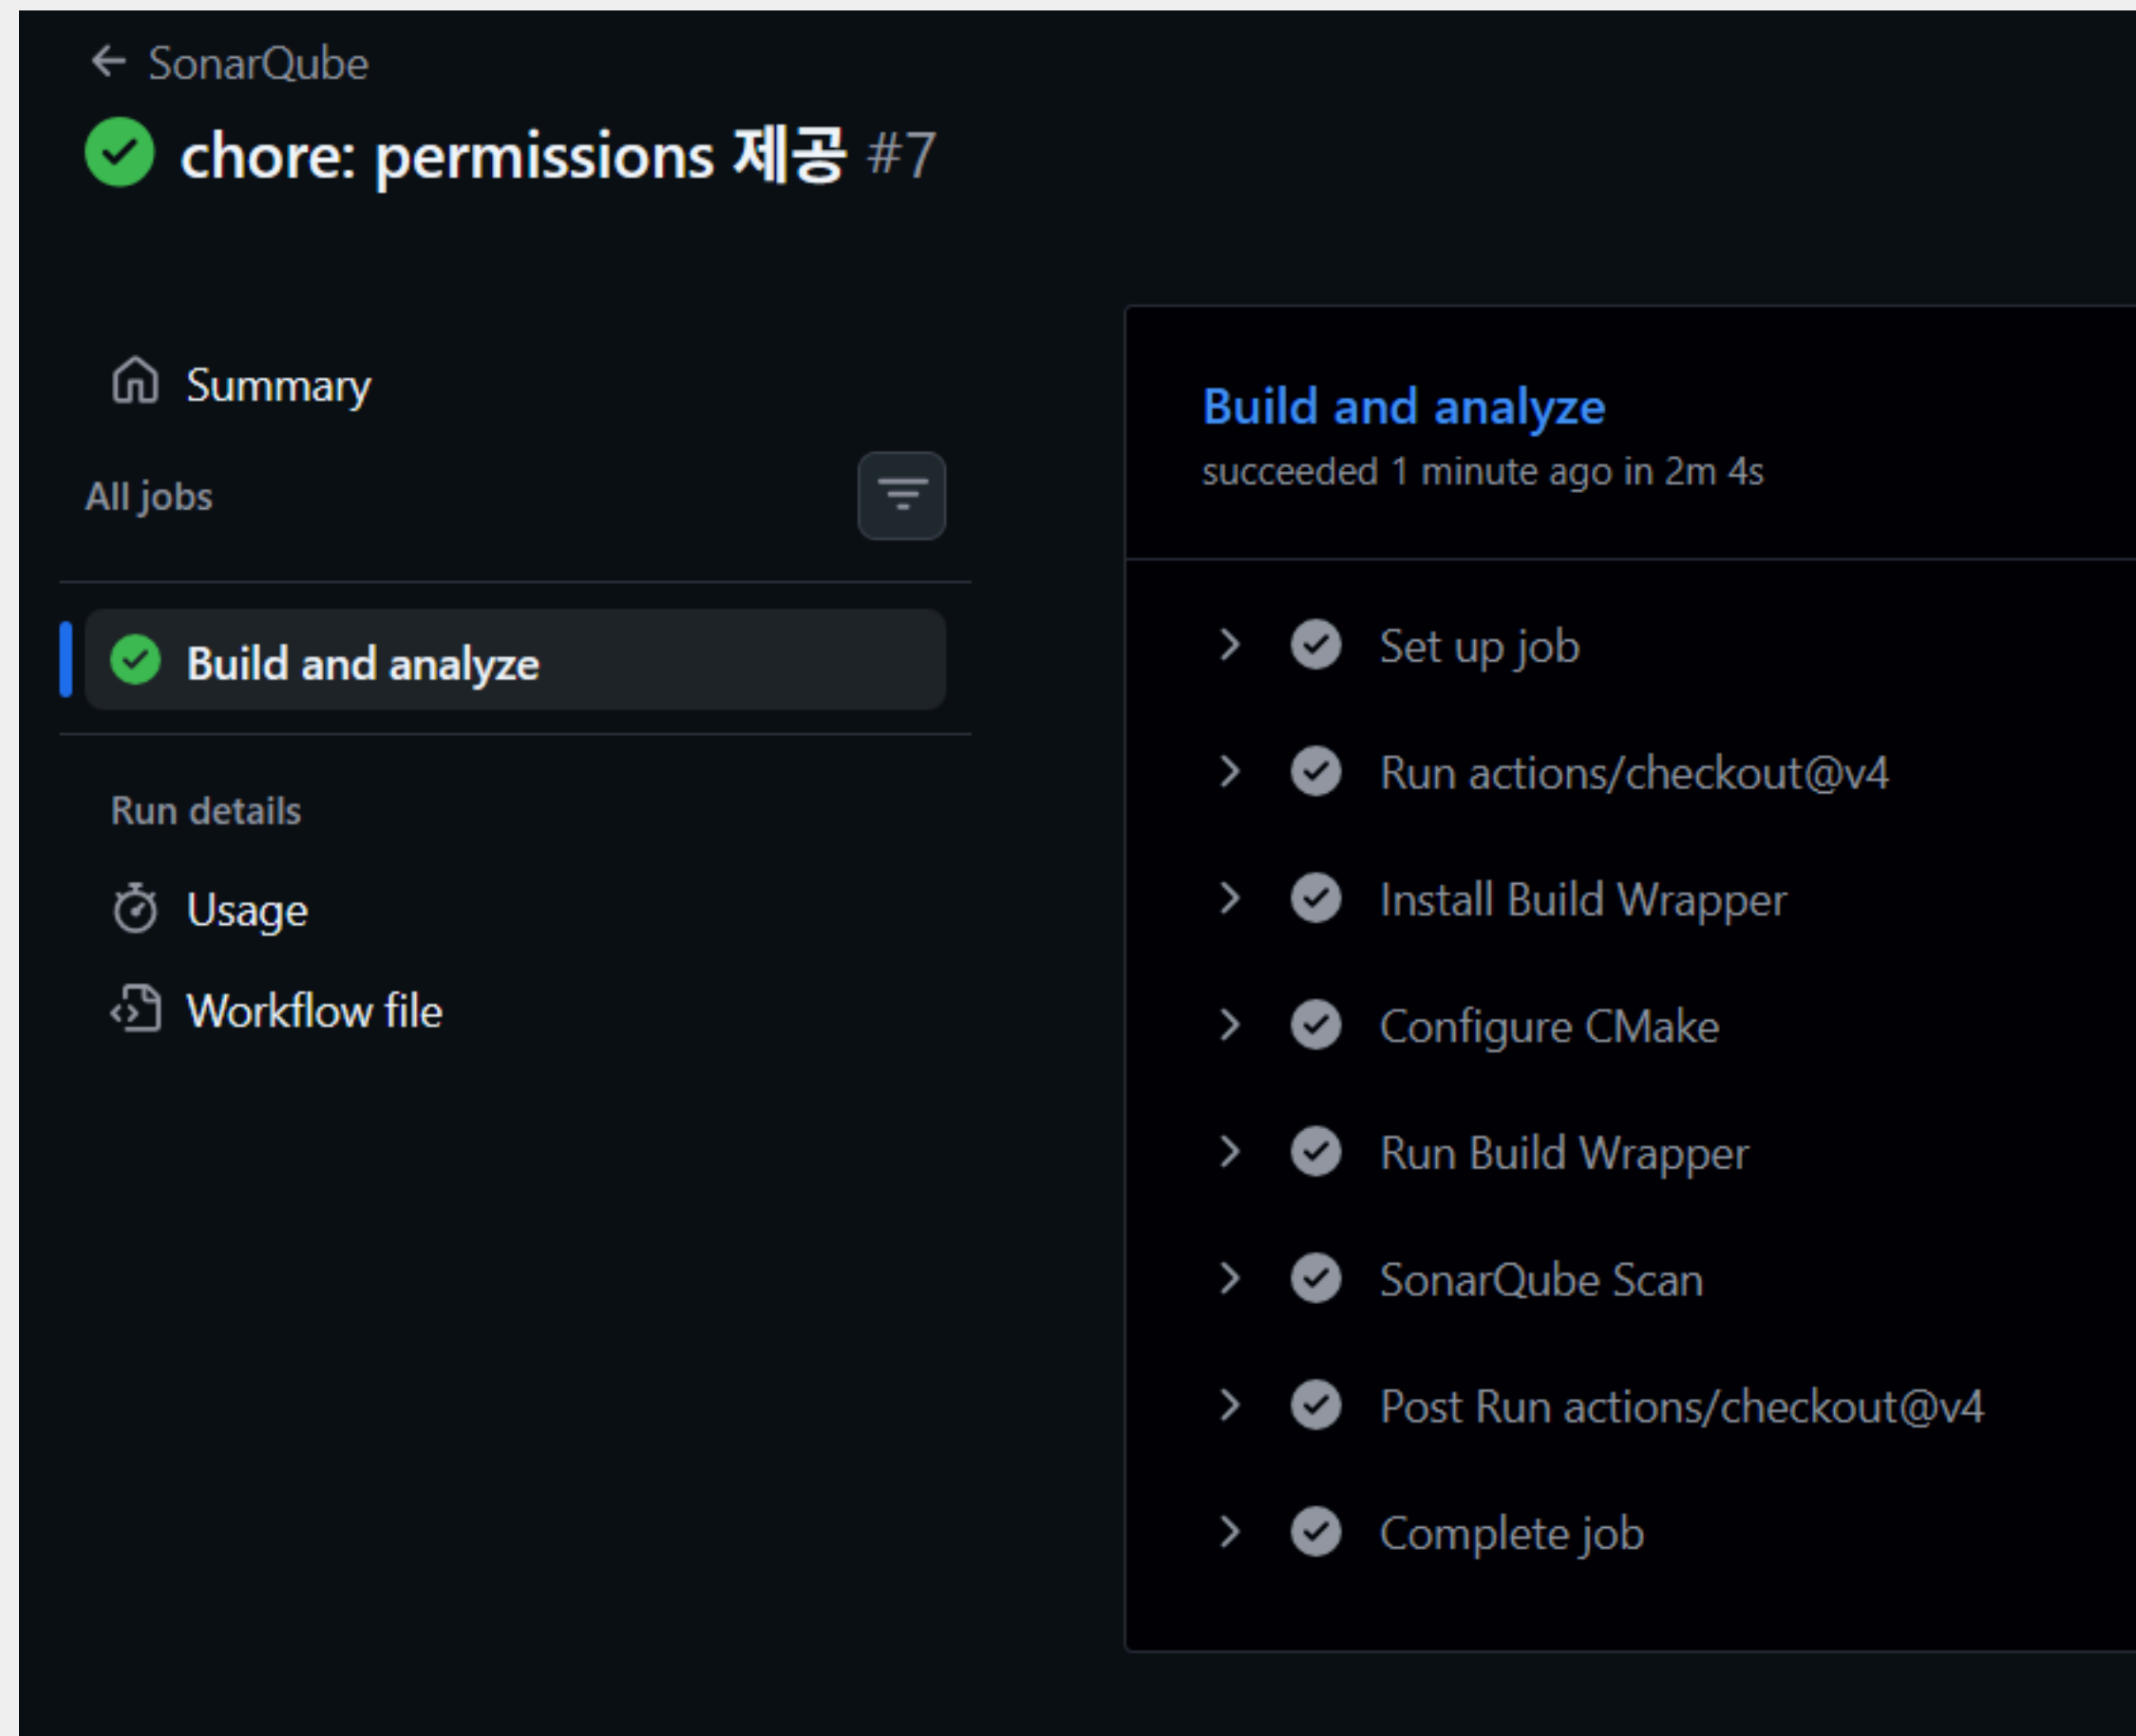 SonarQube
chore: permissions 제공 #7
Summary
All jobs
Build and analyze
Run details
Usage
Workflow file
Build and analyze
succeeded 1 minute ago in 2m 4s
Set up job
Run actions/checkout@v4
Install Build Wrapper
Configure CMake
Run Build Wrapper
SonarQube Scan
Post Run actions/checkout@v4
Complete job